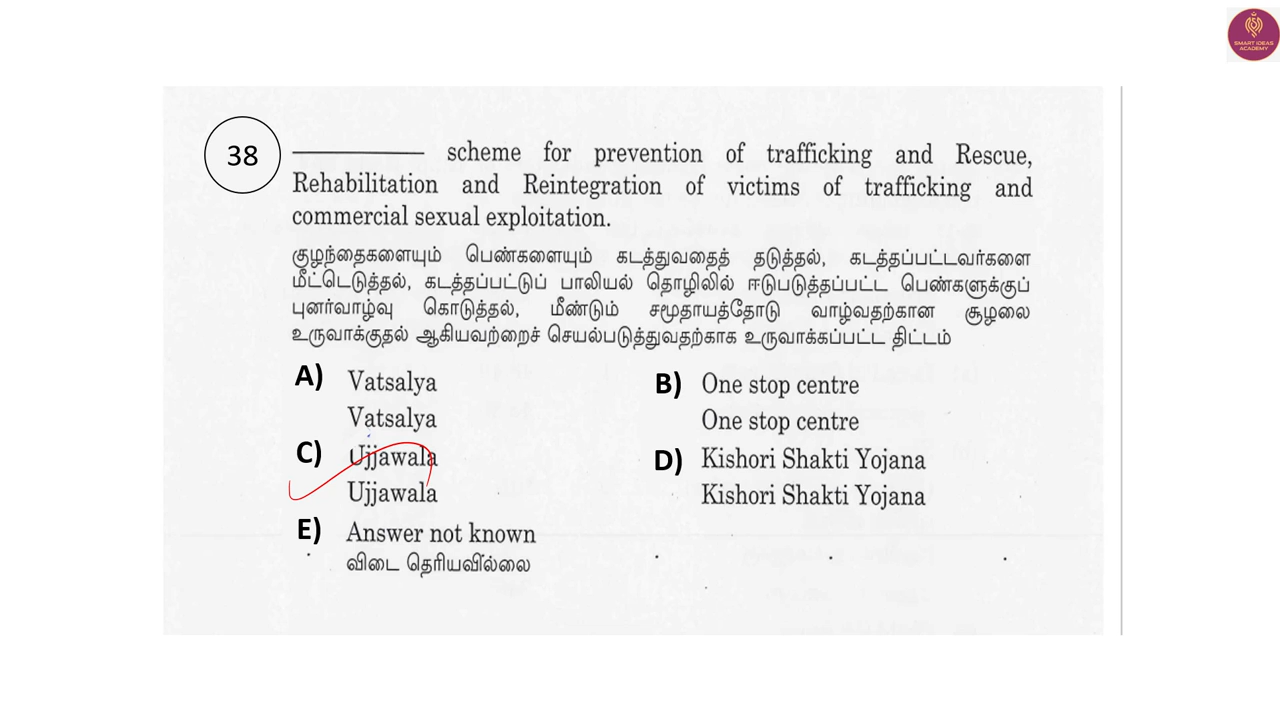 SMART IDEAS
ACADEMY
38
———— scheme for prevention of trafficking and Rescue,
Rehabilitation and Reintegration of victims of trafficking and
commercial sexual exploitation.
குழந்தைகளையும் பெண்களையும் கடத்துவதைத் தடுத்தல், கடத்தப்பட்டவர்களை
மீட்டெடுத்தல், கடத்தப்பட்டுப் பாலியல் தொழிலில் ஈடுபடுத்தப்பட்ட பெண்களுக்குப்
புனர்வாழ்வு கொடுத்தல், மீண்டும் சமூதாயத்தோடு வாழ்வதற்கான சூழலை
உருவாக்குதல் ஆகியவற்றைச் செயல்படுத்துவதற்காக உருவாக்கப்பட்ட திட்டம்
A) Vatsalya
Vatsalya
B) One stop centre
One stop centre
C) Ujjawala
Ujjawala
D) Kishori Shakti Yojana
Kishori Shakti Yojana
E) Answer not known
விடை தெரியவில்லை